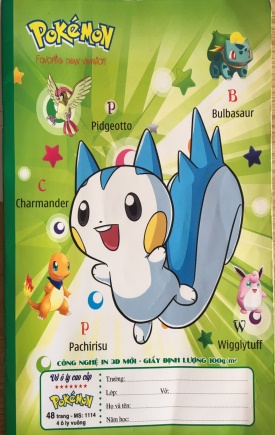 POKéMON
Favorite new version
P
Pidgeotto
B
Bulbasaur
C
Charmander
P
Pachirisu
W
Wigglytuff
CÔNG NGHỆ IN 3D MỚI - GIẤY ĐỊNH LƯỢNG 100g/m²
Vở ô ly cao cấp
POKéMON
48 trang - MS: 1114
4 ô ly vuông
Trường:
Lớp: Vở:
Họ và tên:
Năm học: